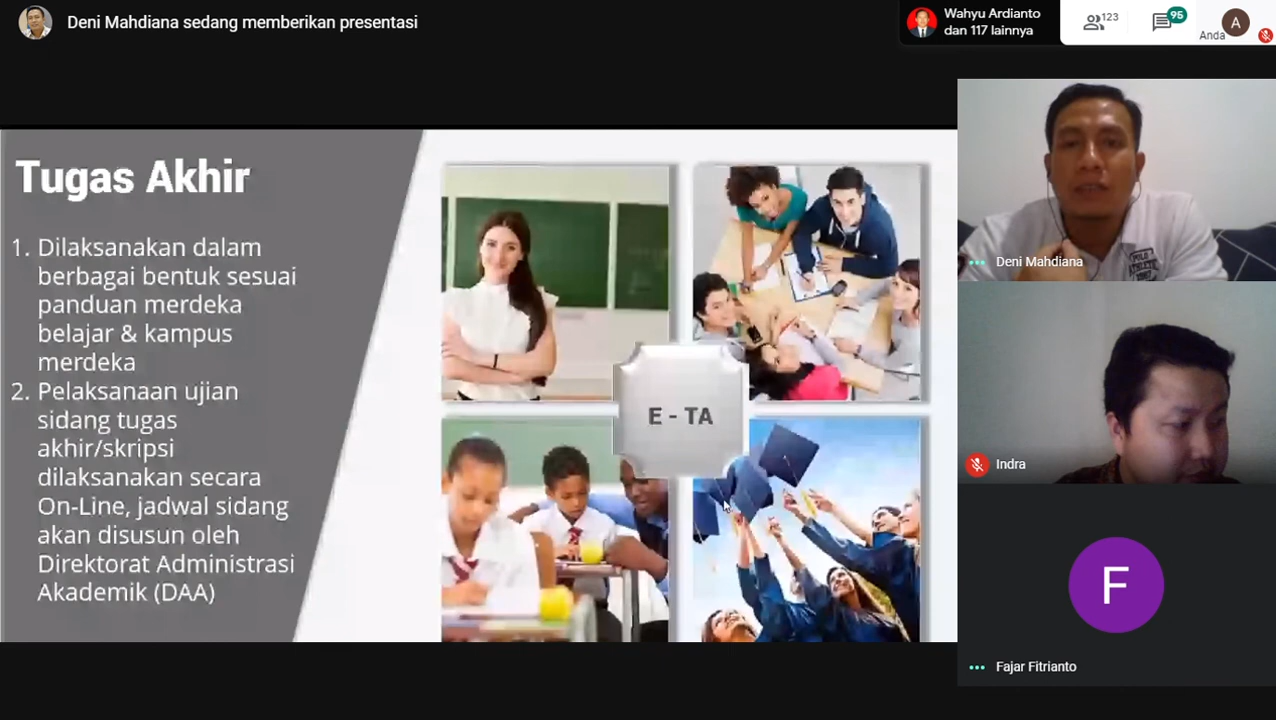 Deni Mahdiana sedang memberikan presentasi
Wahyu Ardianto
dan 117 lainnya
123
95
Anda
A
Tugas Akhir
1. Dilaksanakan dalam
berbagai bentuk sesuai
panduan merdeka
belajar & kampus
merdeka
2. Pelaksanaan ujian
sidang tugas
akhir/skripsi
dilaksanakan secara
On-Line, jadwal sidang
akan disusun oleh
Direktorat Administrasi
Akademik (DAA)
E - TA
POLO
Deni Mahdiana
Indra
F
Fajar Fitrianto